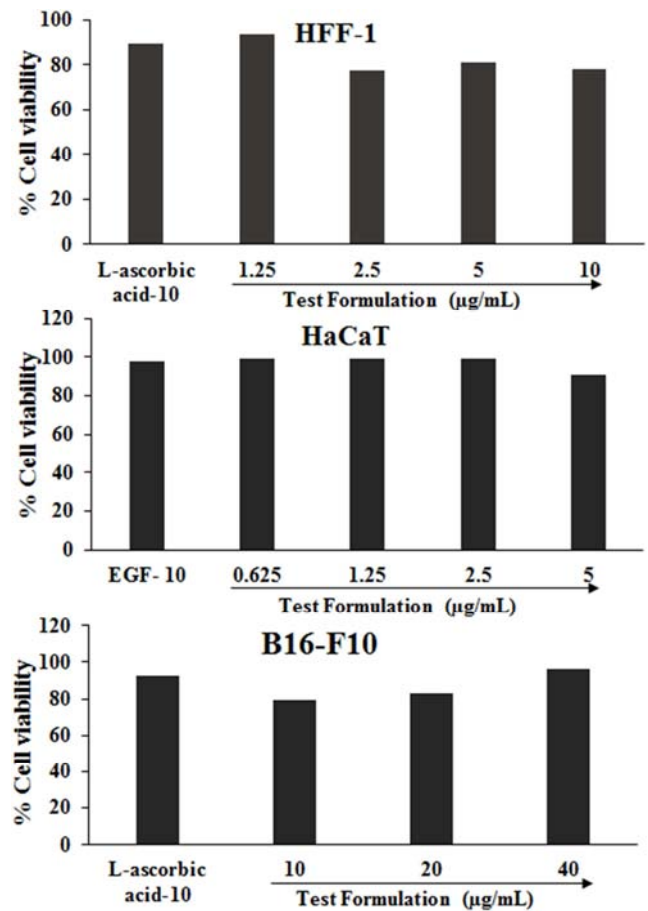 HFF-1
% Cell viability
100
80
60
40
20
0
L-ascorbic acid-10
1.25 2.5 5 10
Test Formulation (µg/mL)
HaCaT
% Cell viability
120
100
80
60
40
20
0
EGF- 10 0.625 1.25 2.5 5
Test Formulation (µg/mL)
B16-F10
% Cell viability
120
100
80
60
40
20
0
L-ascorbic acid-10
10 20 40
Test Formulation (µg/mL)